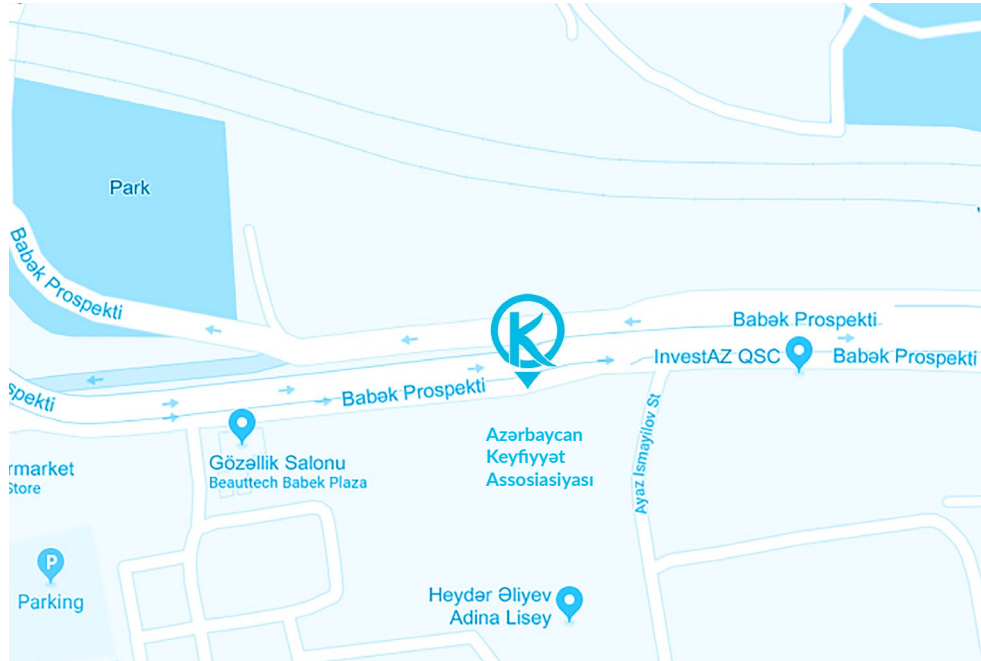 Park
Babək Prospekti
Babək Prospekti
InvestAZ QSC
Babək Prospekti
spekti
Babək Prospekti
K
Azərbaycan
Keyfiyyət
Assosiasiyası
Ayaz Ismayilov St
Gözəllik Salonu
Beauttech Babek Plaza
rmarket
Store
P
Parking
Heydər Əliyev
Adina Lisey